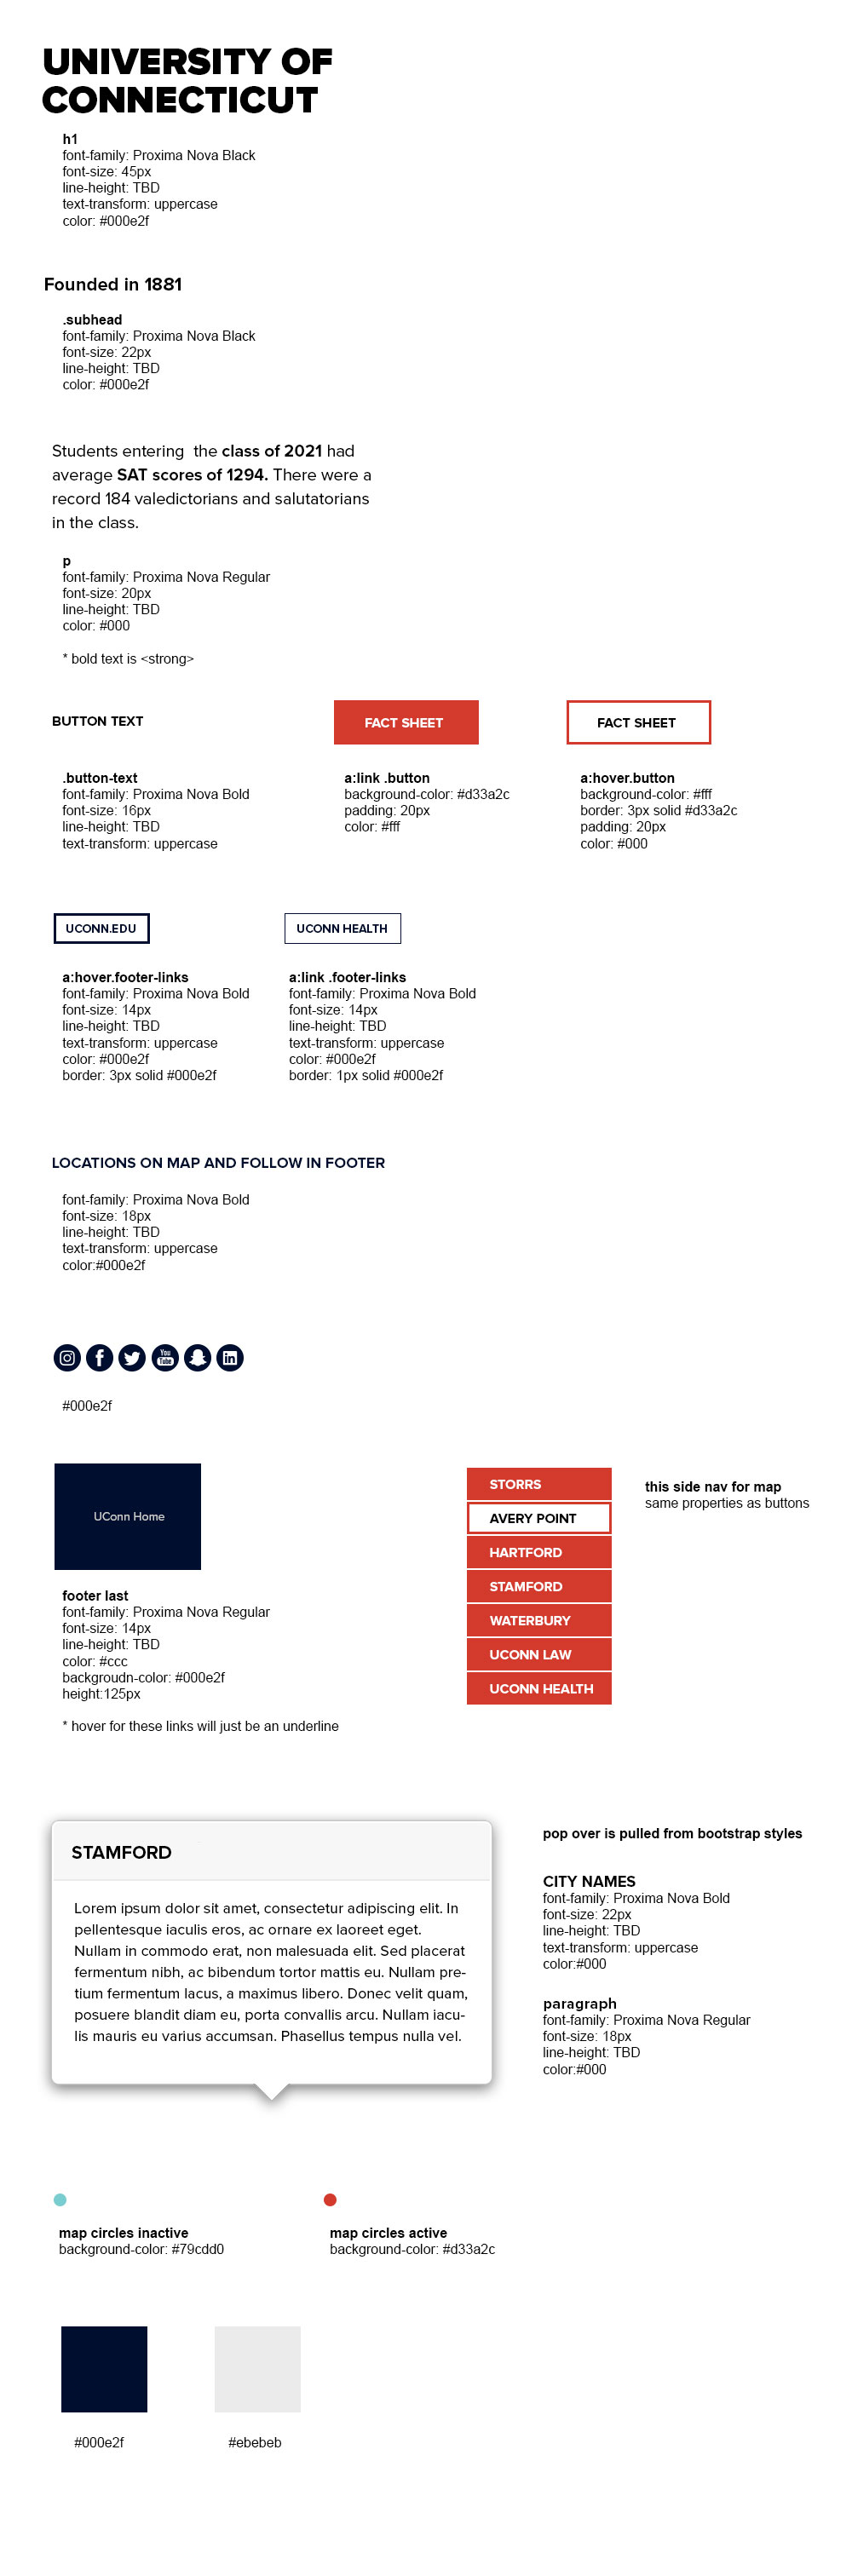 UNIVERSITY OF
CONNECTICUT
h1
font-family: Proxima Nova Black
font-size: 45px
line-height: TBD
text-transform: uppercase
color: #000e2f
Founded in 1881
.subhead
font-family: Proxima Nova Black
font-size: 22px
line-height: TBD
color: #000e2f
Students entering  the class of 2021 had
average SAT scores of 1294. There were a
record 184 valedictorians and salutatorians
in the class.
p
font-family: Proxima Nova Regular
font-size: 20px
line-height: TBD
color: #000
* bold text is <strong>
BUTTON TEXT
.button-text
font-family: Proxima Nova Bold
font-size: 16px
line-height: TBD
text-transform: uppercase
FACT SHEET
a:link .button
background-color: #d33a2c
padding: 20px
color: #fff
FACT SHEET
a:hover.button
background-color: #fff
border: 3px solid #d33a2c
padding: 20px
color: #000
UCONN.EDU
a:hover.footer-links
font-family: Proxima Nova Bold
font-size: 14px
line-height: TBD
text-transform: uppercase
color: #000e2f
border: 3px solid #000e2f
UCONN HEALTH
a:link .footer-links
font-family: Proxima Nova Bold
font-size: 14px
line-height: TBD
text-transform: uppercase
color: #000e2f
border: 1px solid #000e2f
LOCATIONS ON MAP AND FOLLOW IN FOOTER
font-family: Proxima Nova Bold
font-size: 18px
line-height: TBD
text-transform: uppercase
color:#000e2f
You
Tube
#000e2f
UConn Home
footer last
font-family: Proxima Nova Regular
font-size: 14px
line-height: TBD
color: #ccc
backgroudn-color: #000e2f
height:125px
* hover for these links will just be an underline
STORRS
AVERY POINT
HARTFORD
STAMFORD
WATERBURY
UCONN LAW
UCONN HEALTH
this side nav for map
same properties as buttons
STAMFORD
Lorem ipsum dolor sit amet, consectetur adipiscing elit. In
pellentesque iaculis eros, ac ornare ex laoreet eget.
Nullam in commodo erat, non malesuada elit. Sed placerat
fermentum nibh, ac bibendum tortor mattis eu. Nullam pre-
tium fermentum lacus, a maximus libero. Donec velit quam,
posuere blandit diam eu, porta convallis arcu. Nullam iacu-
lis mauris eu varius accumsan. Phasellus tempus nulla vel.
pop over is pulled from bootstrap styles
CITY NAMES
font-family: Proxima Nova Bold
font-size: 22px
line-height: TBD
text-transform: uppercase
color:#000
paragraph
font-family: Proxima Nova Regular
font-size: 18px
line-height: TBD
color:#000
map circles inactive
background-color: #79cdd0
map circles active
background-color: #d33a2c
#000e2f
#ebebeb